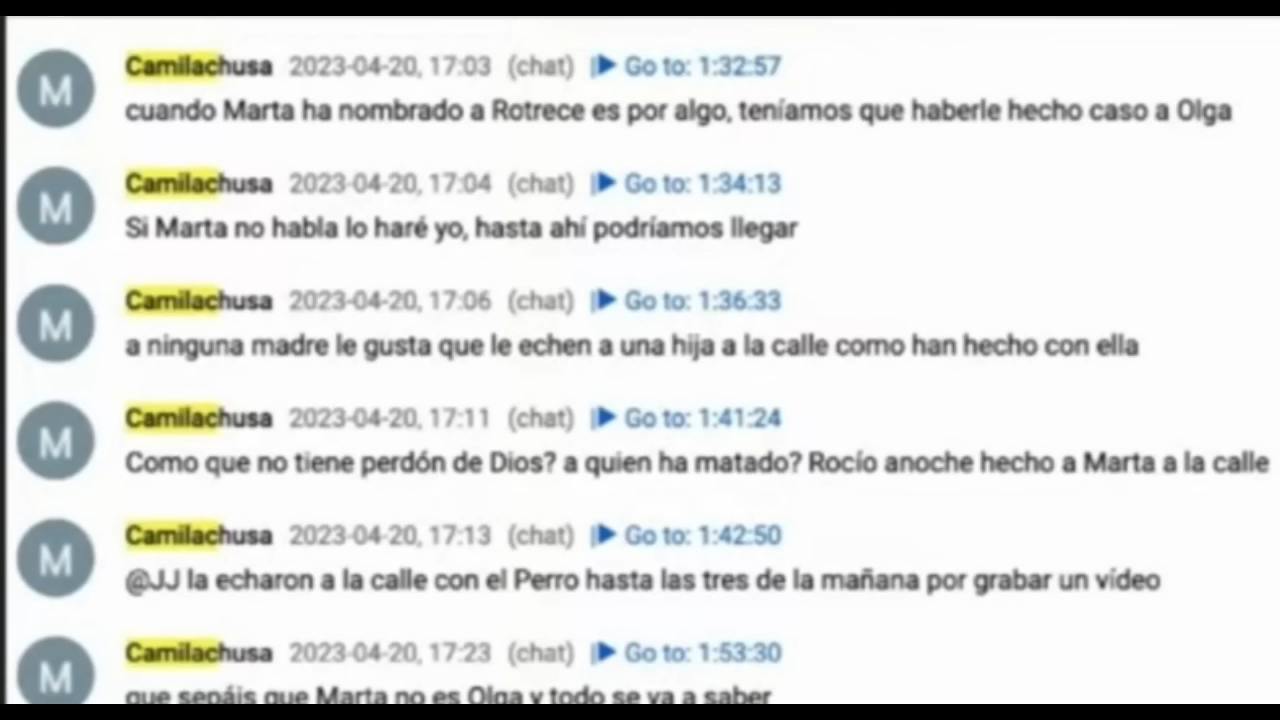 M
Camilachusa 2023-04-20, 17:03 (chat) Go to: 1:32:57
cuando Marta ha nombrado a Rotrece es por algo, teníamos que haberle hecho caso a Olga
M
Camilachusa 2023-04-20, 17:04 (chat) Go to: 1:34:13
Si Marta no habla lo haré yo, hasta ahí podríamos llegar
M
Camilachusa 2023-04-20, 17:06 (chat) Go to: 1:36:33
a ninguna madre le gusta que le echen a una hija a la calle como han hecho con ella
M
Camilachusa 2023-04-20, 17:11 (chat) Go to: 1:41:24
Como que no tiene perdón de Dios? a quien ha matado? Rocío anoche hecho a Marta a la calle
M
Camilachusa 2023-04-20, 17:13 (chat) Go to: 1:42:50
@JJ la echaron a la calle con el Perro hasta las tres de la mañana por grabar un vídeo
M
Camilachusa 2023-04-20, 17:23 (chat) Go to: 1:53:30
que sepáis que Marta no es Olga y todo se va a saber